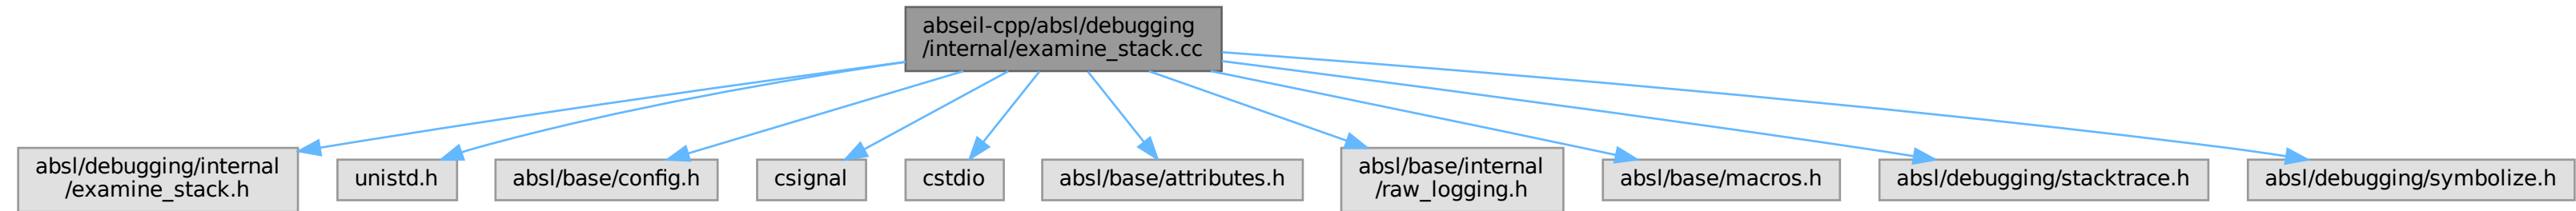 abseil-cpp/absl/debugging
/internal/examine_stack.cc
absl/debugging/internal
/examine_stack.h
unistd.h
absl/base/config.h
csignal
cstdio
absl/base/attributes.h
absl/base/internal
/raw_logging.h
absl/base/macros.h
absl/debugging/stacktrace.h
absl/debugging/symbolize.h